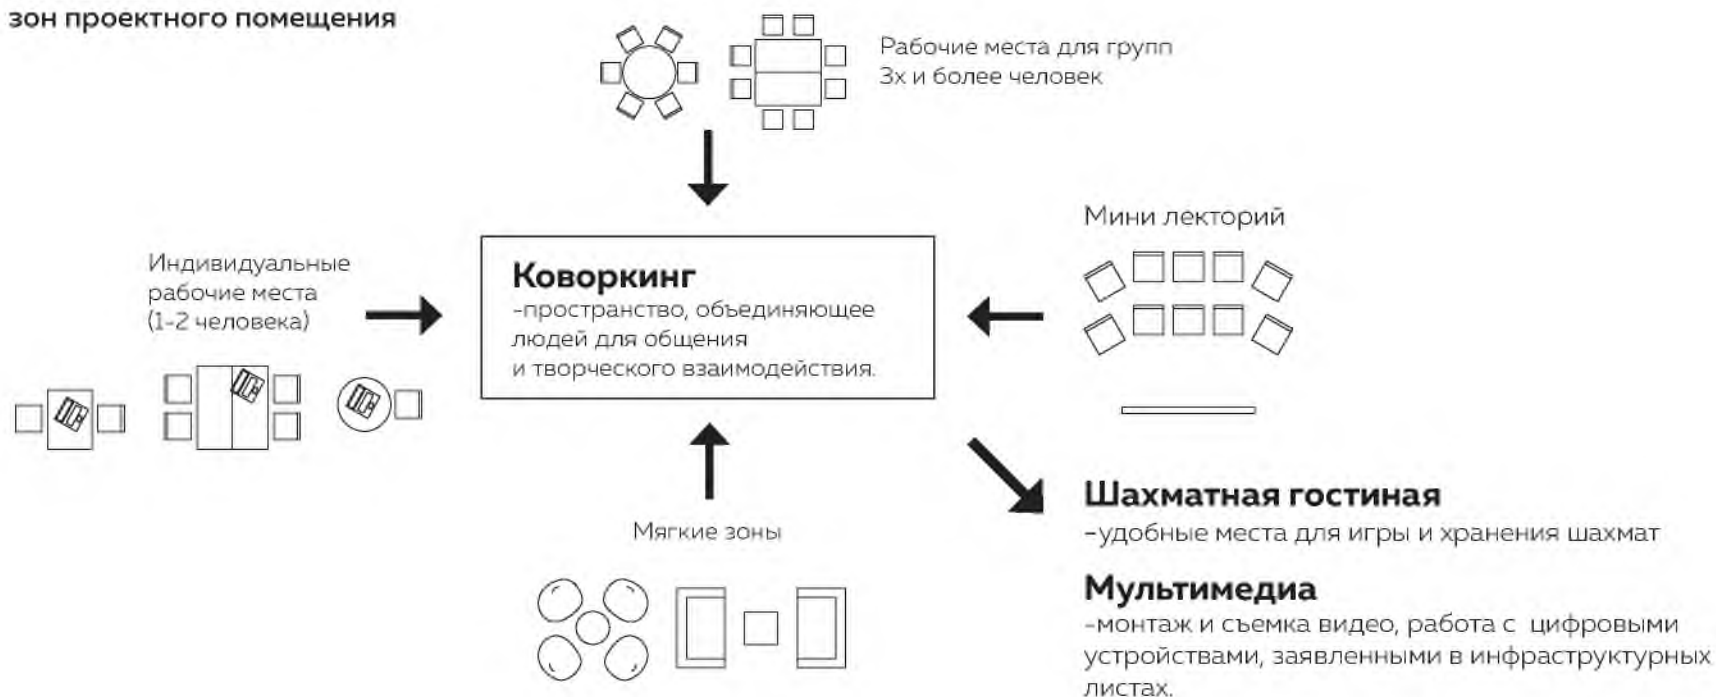 зон проектного помещения
Рабочие места для групп
3х и более человек
Мини лекторий
Индивидуальные
рабочие места
(1-2 человека)
Коворкинг
-пространство, объединяющее
людей для общения
и творческого взаимодействия.
Мягкие зоны
Шахматная гостиная
-удобные места для игры и хранения шахмат
Мультимедиа
-монтаж и съемка видео, работа с цифровыми
устройствами, заявленными в инфраструктурных
листах.